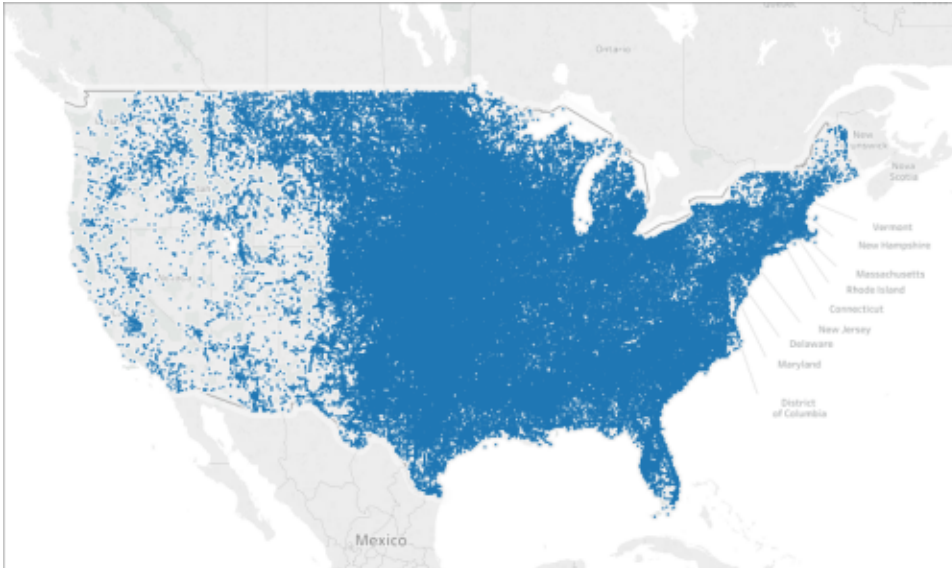 Ontario
New
Nova
Scotia
Vermont
New Hampshire
Massachusetts
Rhode Island
Connecticut
New Jersey
Delaware
Maryland
District
of Columbia
Mexico